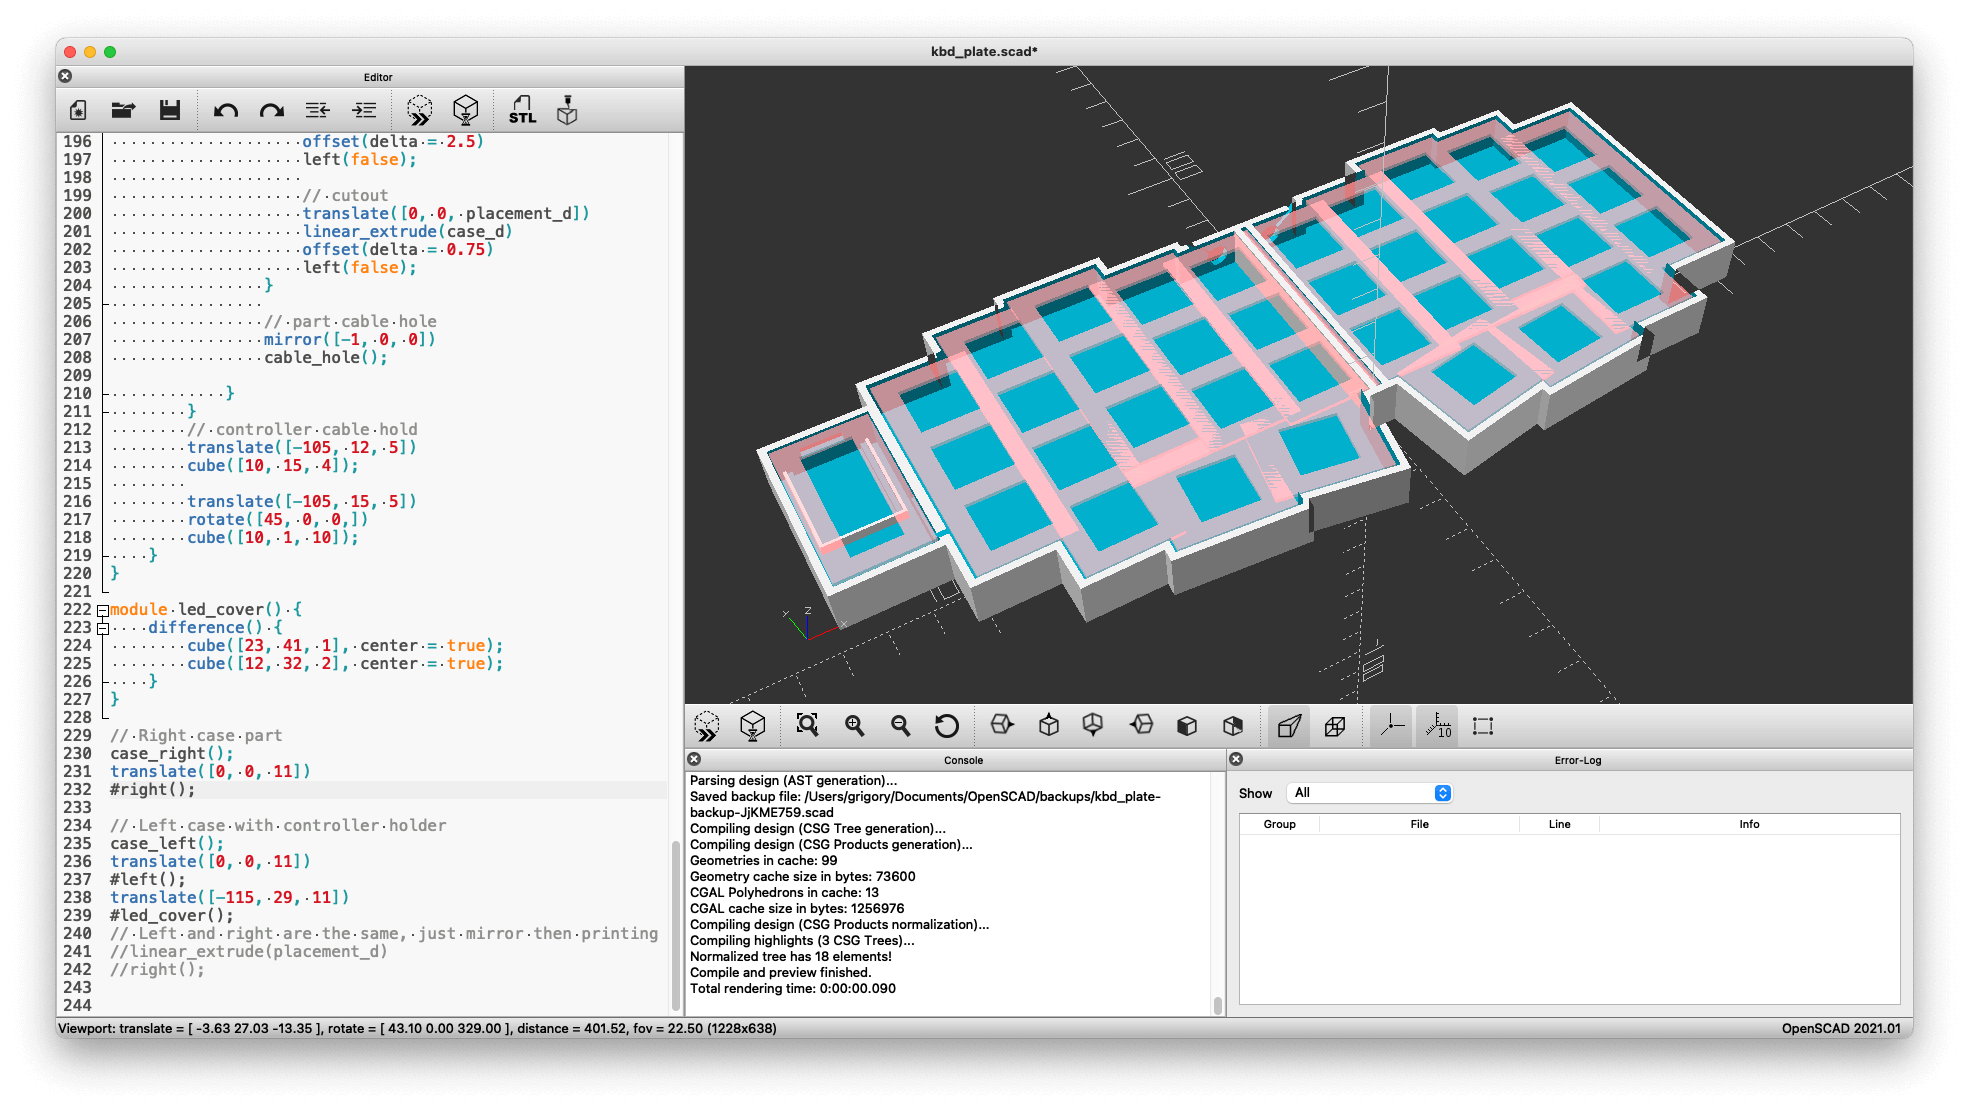 kbd_plate.scad*
Editor
STL
196 offset(delta = 2.5)
197 left(false);
198
199 // cutout
200 translate([0, 0, placement_d])
201 linear_extrude(case_d)
202 offset(delta = 0.75)
203 left(false);
204 }
205
206 // part cable hole
207 mirror([-1, 0, 0])
208 cable_hole();
209
210 }
211 }
212 // controller cable hold
213 translate([-105, 12, 5])
214 cube([10, 15, 4]);
215
216 translate([-105, 15, 5])
217 rotate([45, 0, 0,])
218 cube([10, 1, 10]);
219 }
220 }
221
222 module led_cover() {
223 difference() {
224 cube([23, 41, 1], center = true);
225 cube([12, 32, 2], center = true);
226 }
227 }
228
229 // Right case part
230 case_right();
231 translate([0, 0, 11])
232 #right();
233
234 // Left case with controller holder
235 case_left();
236 translate([0, 0, 11])
237 #left();
238 translate([-115, 29, 11])
239 #led_cover();
240 // Left and right are the same, just mirror then printing
241 //linear_extrude(placement_d)
242 //right();
243
244
Y Z X
10
Console
Parsing design (AST generation)...
Saved backup file: /Users/grigory/Documents/OpenSCAD/backups/kbd_plate-
backup-JjKME759.scad
Compiling design (CSG Tree generation)...
Compiling design (CSG Products generation)...
Geometries in cache: 99
Geometry cache size in bytes: 73600
CGAL Polyhedrons in cache: 13
CGAL cache size in bytes: 1256976
Compiling design (CSG Products normalization)...
Compiling highlights (3 CSG Trees)...
Normalized tree has 18 elements!
Compile and preview finished.
Total rendering time: 0:00:00.090
Error-Log
Show All
Group File Line Info
Viewport: translate = [ -3.63 27.03 -13.35 ], rotate = [ 43.10 0.00 329.00 ], distance = 401.52, fov = 22.50 (1228x638)
OpenSCAD 2021.01